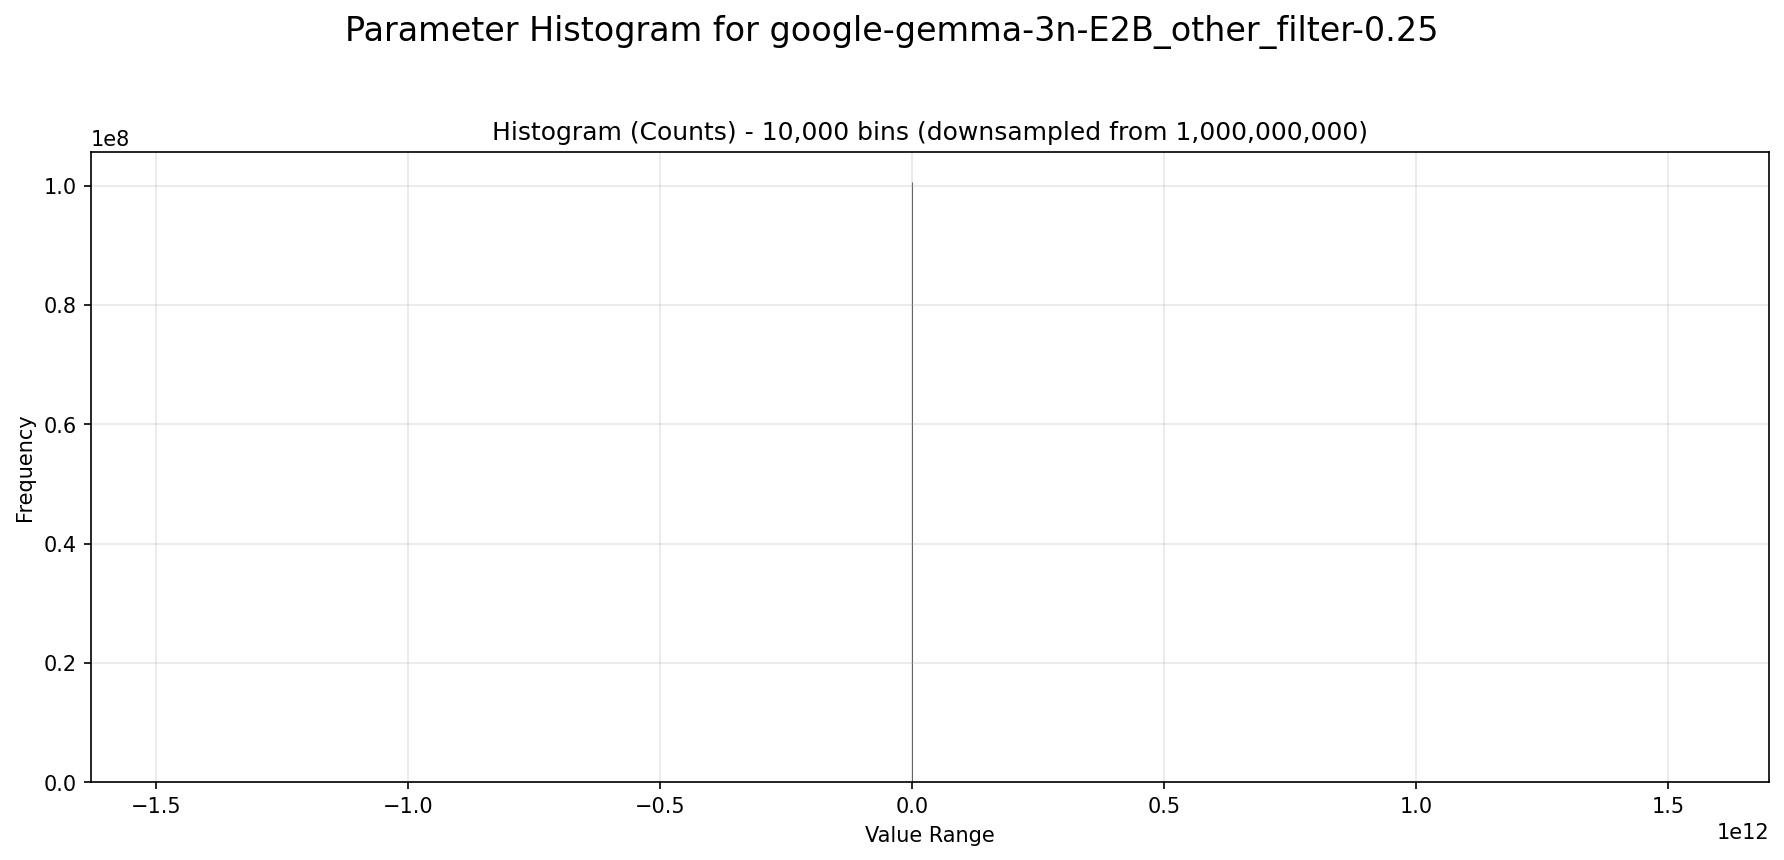 Parameter Histogram for google-gemma-3n-E2B_other_filter-0.25
Histogram (Counts) - 10,000 bins (downsampled from 1,000,000,000)
1e8
1.0
0.8
0.6
0.4
0.2
0.0
Frequency
−1.5 −1.0 −0.5 0.0 0.5 1.0 1.5
Value Range
1e12